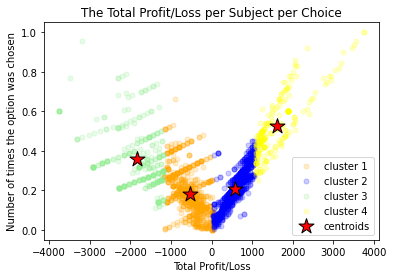 The Total Profit/Loss per Subject per Choice
Number of times the option was chosen
1.0
0.8
0.6
0.4
0.2
0.0
cluster 1
cluster 2
cluster 3
cluster 4
centroids
−4000 −3000 −2000 −1000 0 1000 2000 3000 4000
Total Profit/Loss